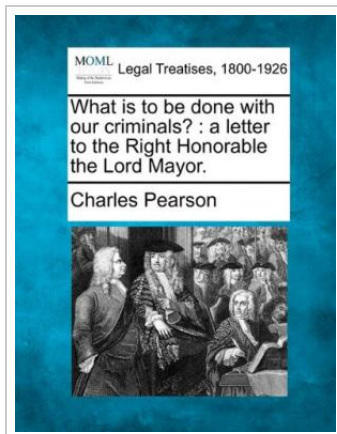 MOML
Legal Treatises, 1800-1926
What is to be done with
our criminals? : a letter
to the Right Honorable
the Lord Mayor.
Charles Pearson